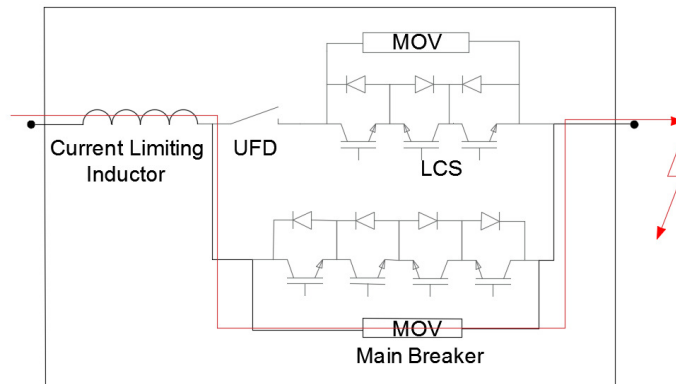 MOV
Current Limiting
Inductor
UFD
LCS
MOV
Main Breaker